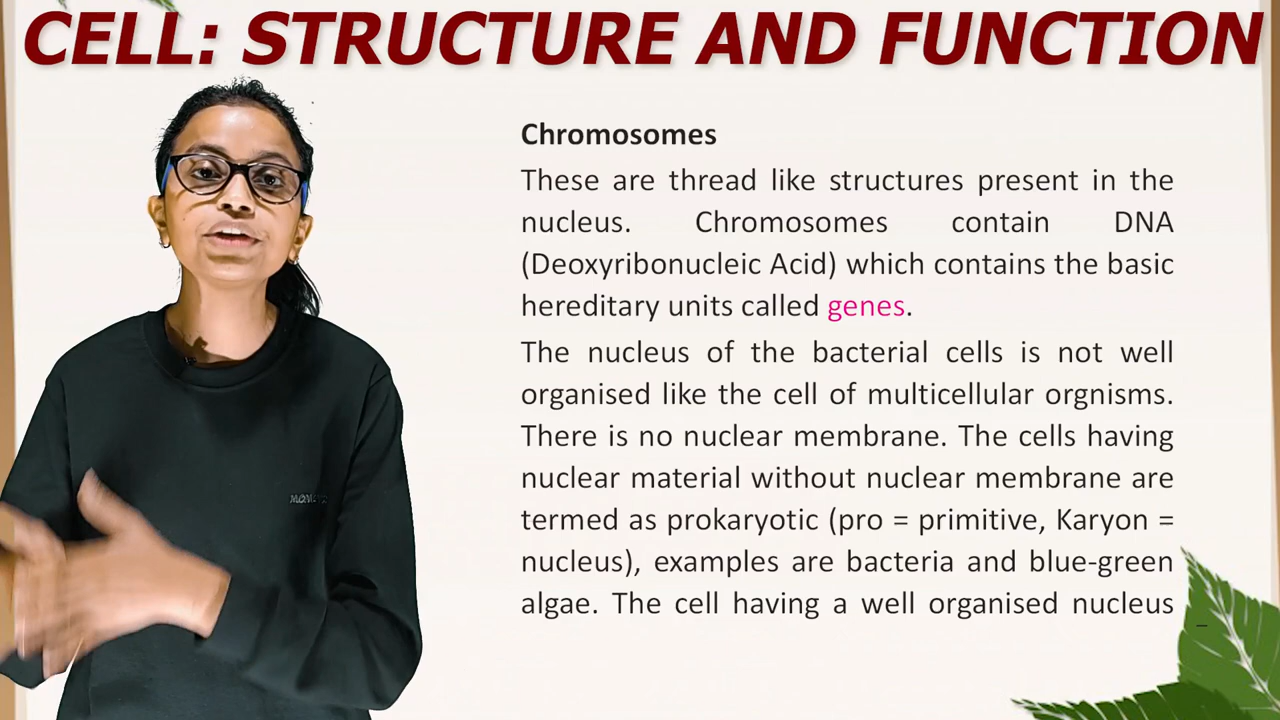 CELL: STRUCTURE AND FUNCTION
Chromosomes
These are thread like structures present in the
nucleus. Chromosomes contain DNA
(Deoxyribonucleic Acid) which contains the basic
hereditary units called genes.
The nucleus of the bacterial cells is not well
organised like the cell of multicellular orgnisms.
There is no nuclear membrane. The cells having
nuclear material without nuclear membrane are
termed as prokaryotic (pro = primitive, Karyon =
nucleus), examples are bacteria and blue-green
algae. The cell having a well organised nucleus